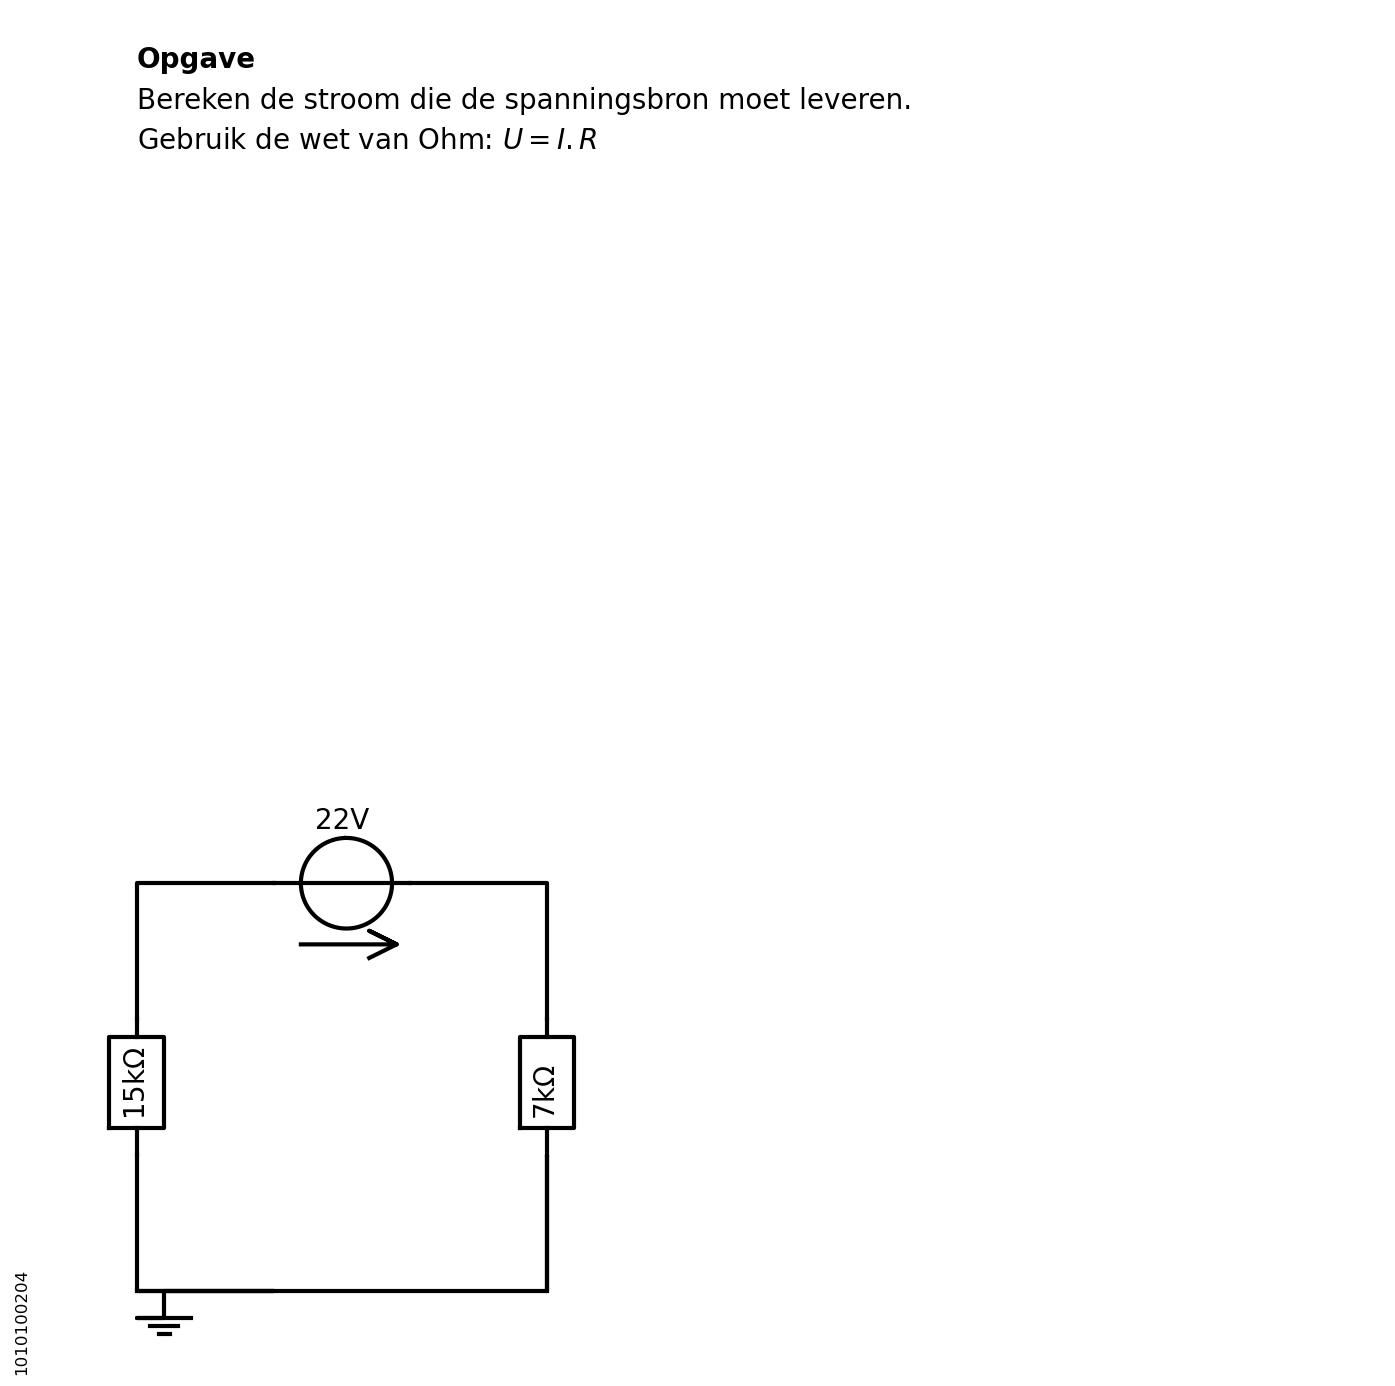 Opgave
Bereken de stroom die de spanningsbron moet leveren.
Gebruik de wet van Ohm: U = I.R
22V
15kΩ
7kΩ
1010100204